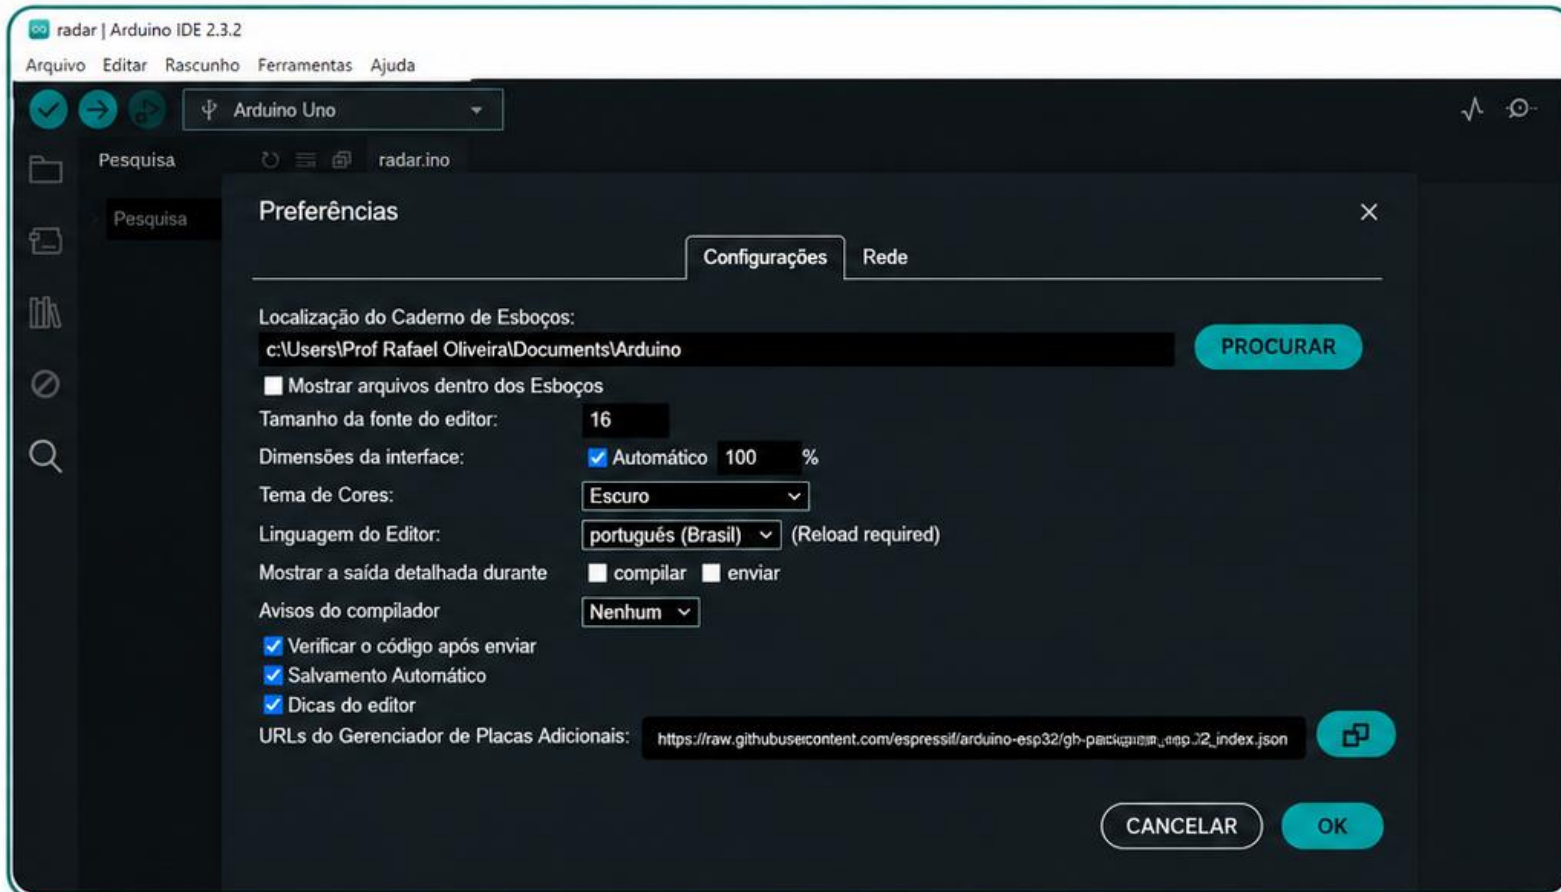 radar | Arduino IDE 2.3.2
Arquivo Editar Rascunho Ferramentas Ajuda
Arduino Uno
Pesquisa radar.ino
Pesquisa
Preferências
Configurações Rede
Localização do Caderno de Esboços:
c:\Users\Prof Rafael Oliveira\Documents\Arduino PROCURAR
Mostrar arquivos dentro dos Esboços
Tamanho da fonte do editor: 16
Dimensões da interface: Automático 100 %
Tema de Cores: Escuro
Linguagem do Editor: português (Brasil) (Reload required)
Mostrar a saída detalhada durante compilar enviar
Avisos do compilador Nenhum
Verificar o código após enviar
Salvamento Automático
Dicas do editor
URLs do Gerenciador de Placas Adicionais: https://raw.githubusercontent.com/espressif/arduino-esp32/gh-
CANCELAR OK